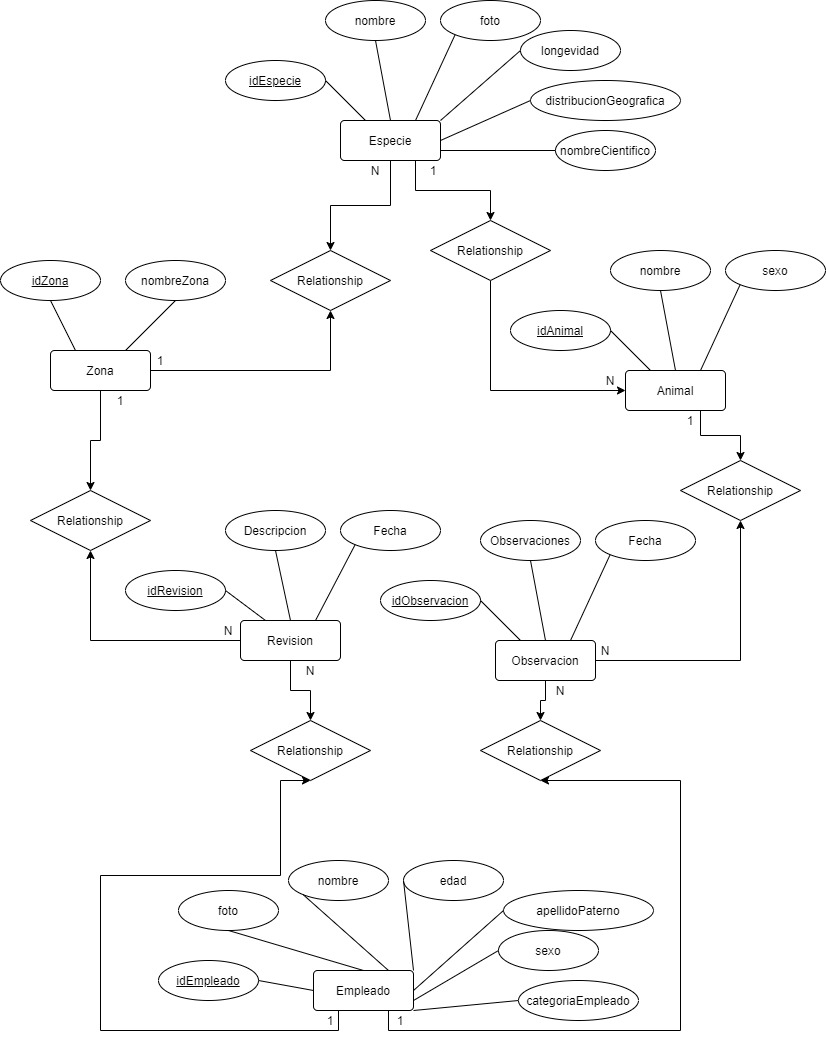 nombre
foto
longevidad
idEspecie
distribucionGeografica
Especie
nombreCientifico
N
1
Relationship
Relationship
idZona
nombreZona
nombre
sexo
idAnimal
1
Zona
N
Animal
1
1
Relationship
Relationship
Descripcion
Fecha
Observaciones
Fecha
idRevision
idObservacion
N
Revision
N
Observacion
N
N
Relationship
Relationship
nombre
edad
foto
apellidoPaterno
sexo
idEmpleado
Empleado
categoriaEmpleado
1
1